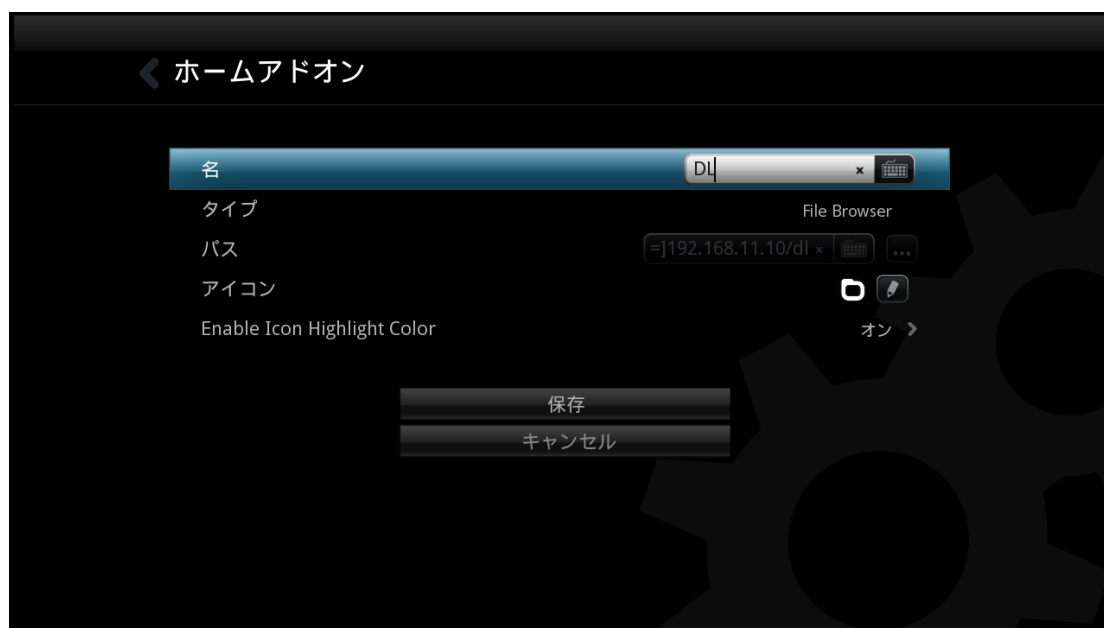 ホームアドオン
名 DL ×
タイプ File Browser
パス =]192.168.11.10/dl × ...
アイコン
Enable Icon Highlight Color オン
保存
キャンセル